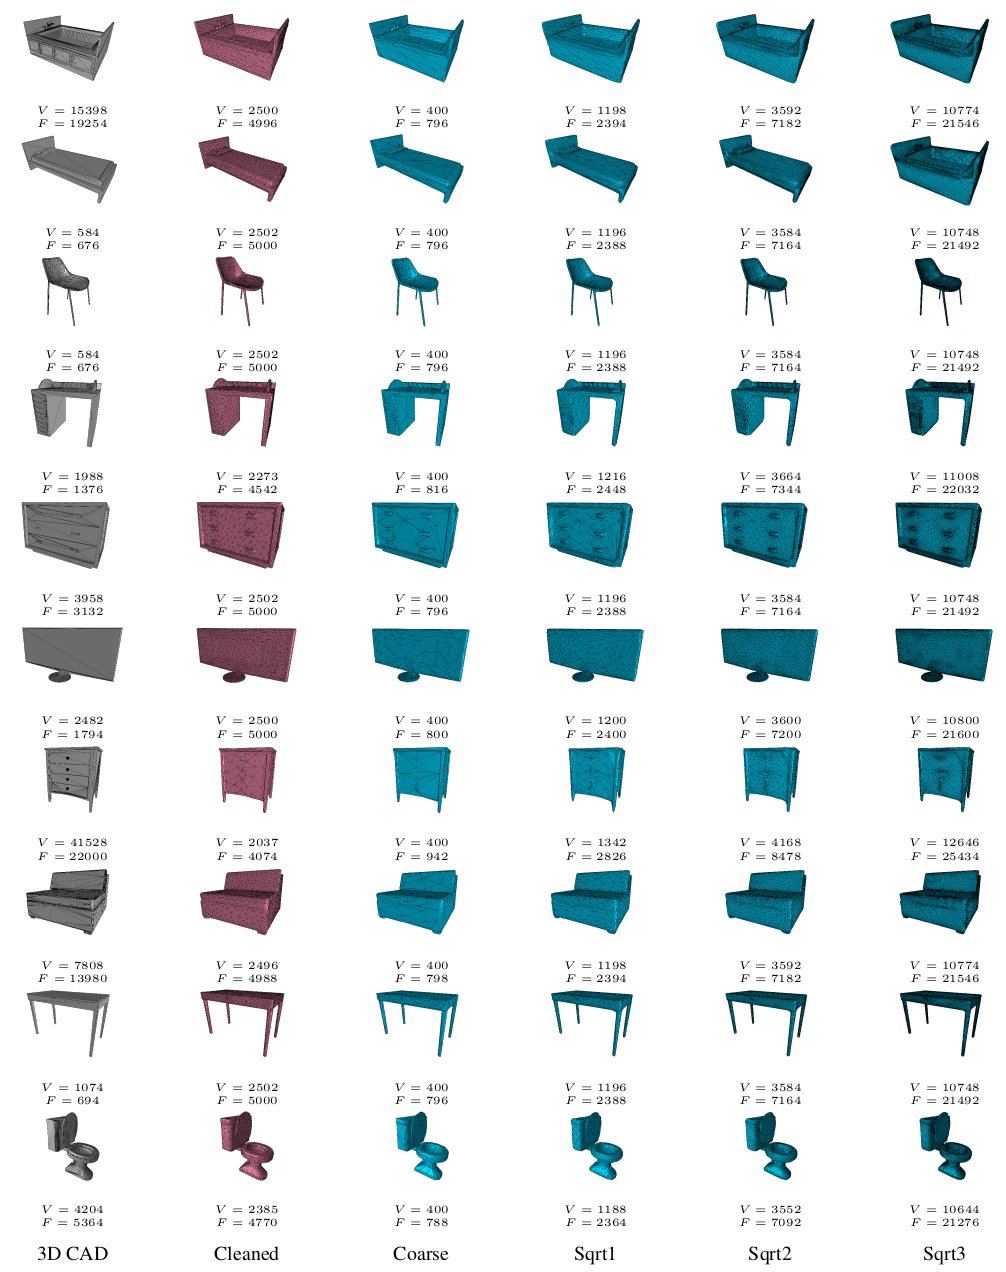 V = 15398 V = 2500 V = 400 V = 1198 V = 3592 V = 10774
F = 19254 F = 4996 F = 796 F = 2394 F = 7182 F = 21546
V = 584 V = 2502 V = 400 V = 1196 V = 3584 V = 10748
F = 676 F = 5000 F = 796 F = 2388 F = 7164 F = 21492
V = 584 V = 2502 V = 400 V = 1196 V = 3584 V = 10748
F = 676 F = 5000 F = 796 F = 2388 F = 7164 F = 21492
V = 1988 V = 2273 V = 400 V = 1216 V = 3664 V = 11008
F = 1376 F = 4542 F = 816 F = 2448 F = 7344 F = 22032
V = 3958 V = 2502 V = 400 V = 1196 V = 3584 V = 10748
F = 3132 F = 5000 F = 796 F = 2388 F = 7164 F = 21492
V = 2482 V = 2500 V = 400 V = 1200 V = 3600 V = 10800
F = 1794 F = 5000 F = 800 F = 2400 F = 7200 F = 21600
V = 41528 V = 2037 V = 400 V = 1342 V = 4168 V = 12646
F = 22000 F = 4074 F = 942 F = 2826 F = 8478 F = 25434
V = 7808 V = 2496 V = 400 V = 1198 V = 3592 V = 10774
F = 13980 F = 4988 F = 798 F = 2394 F = 7182 F = 21546
V = 1074 V = 2502 V = 400 V = 1196 V = 3584 V = 10748
F = 694 F = 5000 F = 796 F = 2388 F = 7164 F = 21492
V = 4204 V = 2385 V = 400 V = 1188 V = 3552 V = 10644
F = 5364 F = 4770 F = 788 F = 2364 F = 7092 F = 21276
3D CAD Cleaned Coarse Sqrt1 Sqrt2 Sqrt3